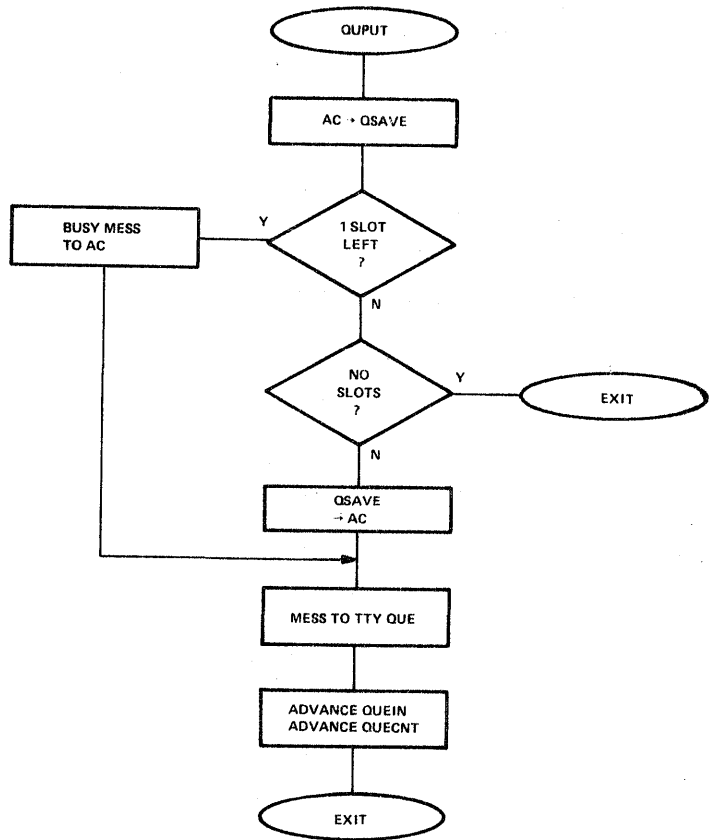 QUPUT
AC → QSAVE
1 SLOT
LEFT
?
Y
BUSY MESS
TO AC
N
NO
SLOTS
?
Y
EXIT
N
QSAVE
→ AC
MESS TO TTY QUE
ADVANCE QUEIN
ADVANCE QUECNT
EXIT